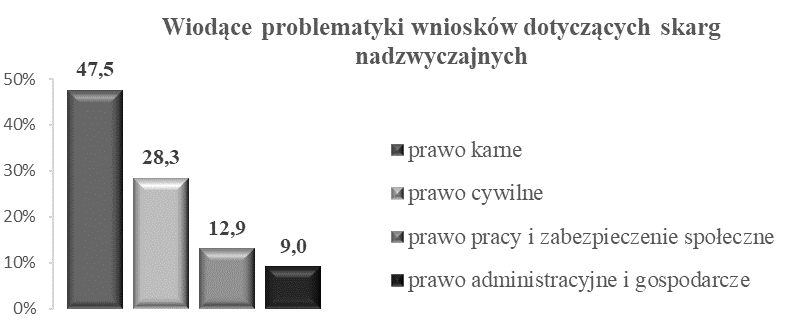 Wiodące problematyki wniosków dotyczących skarg
nadzwyczajnych
47,5
28,3
12,9
9,0
50%
40%
30%
20%
10%
0%
prawo karne
prawo cywilne
prawo pracy i zabezpieczenie społeczne
prawo administracyjne i gospodarcze